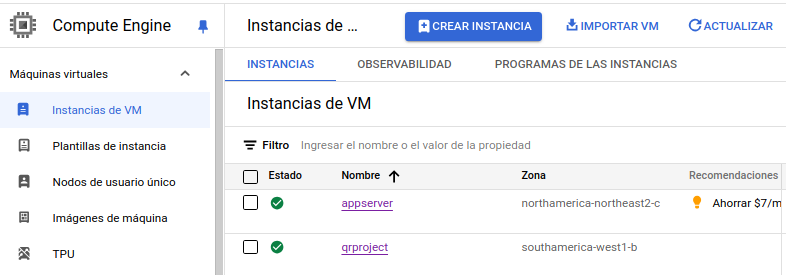 Compute Engine
Instancias de ...
CREAR INSTANCIA
IMPORTAR VM
ACTUALIZAR
Máquinas virtuales
Instancias de VM
Plantillas de instancia
Nodos de usuario único
Imágenes de máquina
TPU
INSTANCIAS
OBSERVABILIDAD
PROGRAMAS DE LAS INSTANCIAS
Instancias de VM
Filtro Ingresar el nombre o el valor de la propiedad
Estado Nombre Zona Recomendaciones
appserver northamerica-northeast2-c Ahorrar $7/m
qrproject southamerica-west1-b